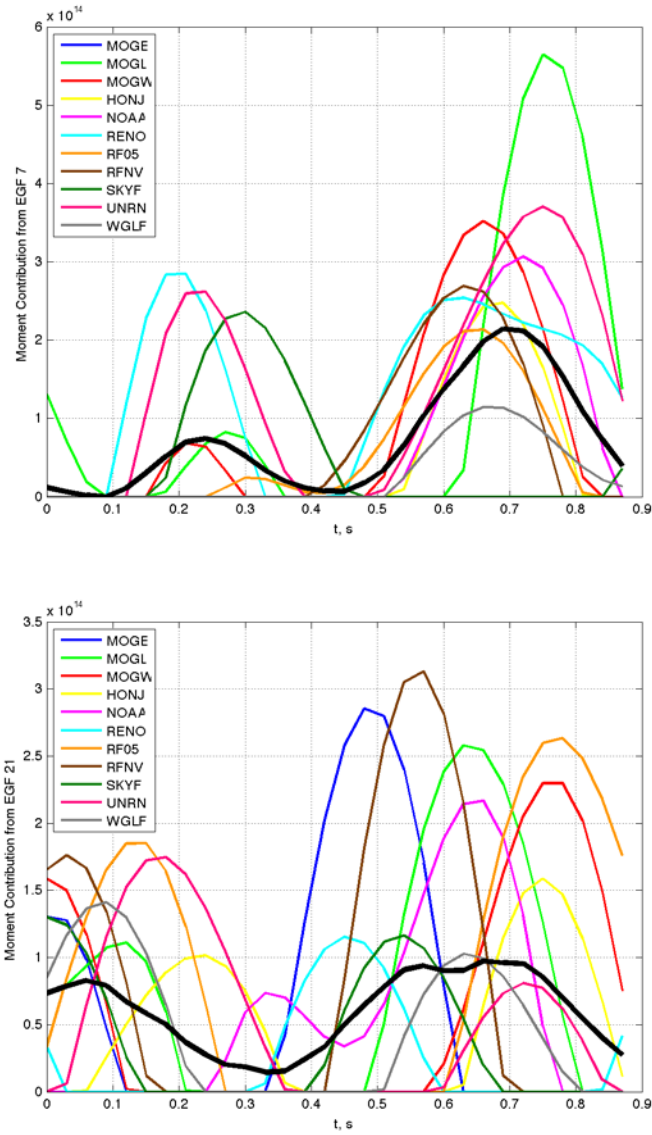 x 10^14
6
5
4
3
2
1
0
Moment Contribution from EGF 7
MOGE
MOGL
MOGW
HONJ
NOAA
RENO
RF05
RFNV
SKYF
UNRN
WGLF
0 0.1 0.2 0.3 0.4 0.5 0.6 0.7 0.8 0.9
t, s
x 10^14
3.5
3
2.5
2
1.5
1
0.5
0
Moment Contribution from EGF 21
MOGE
MOGL
MOGW
HONJ
NOAA
RENO
RF05
RFNV
SKYF
UNRN
WGLF
0 0.1 0.2 0.3 0.4 0.5 0.6 0.7 0.8 0.9
t, s